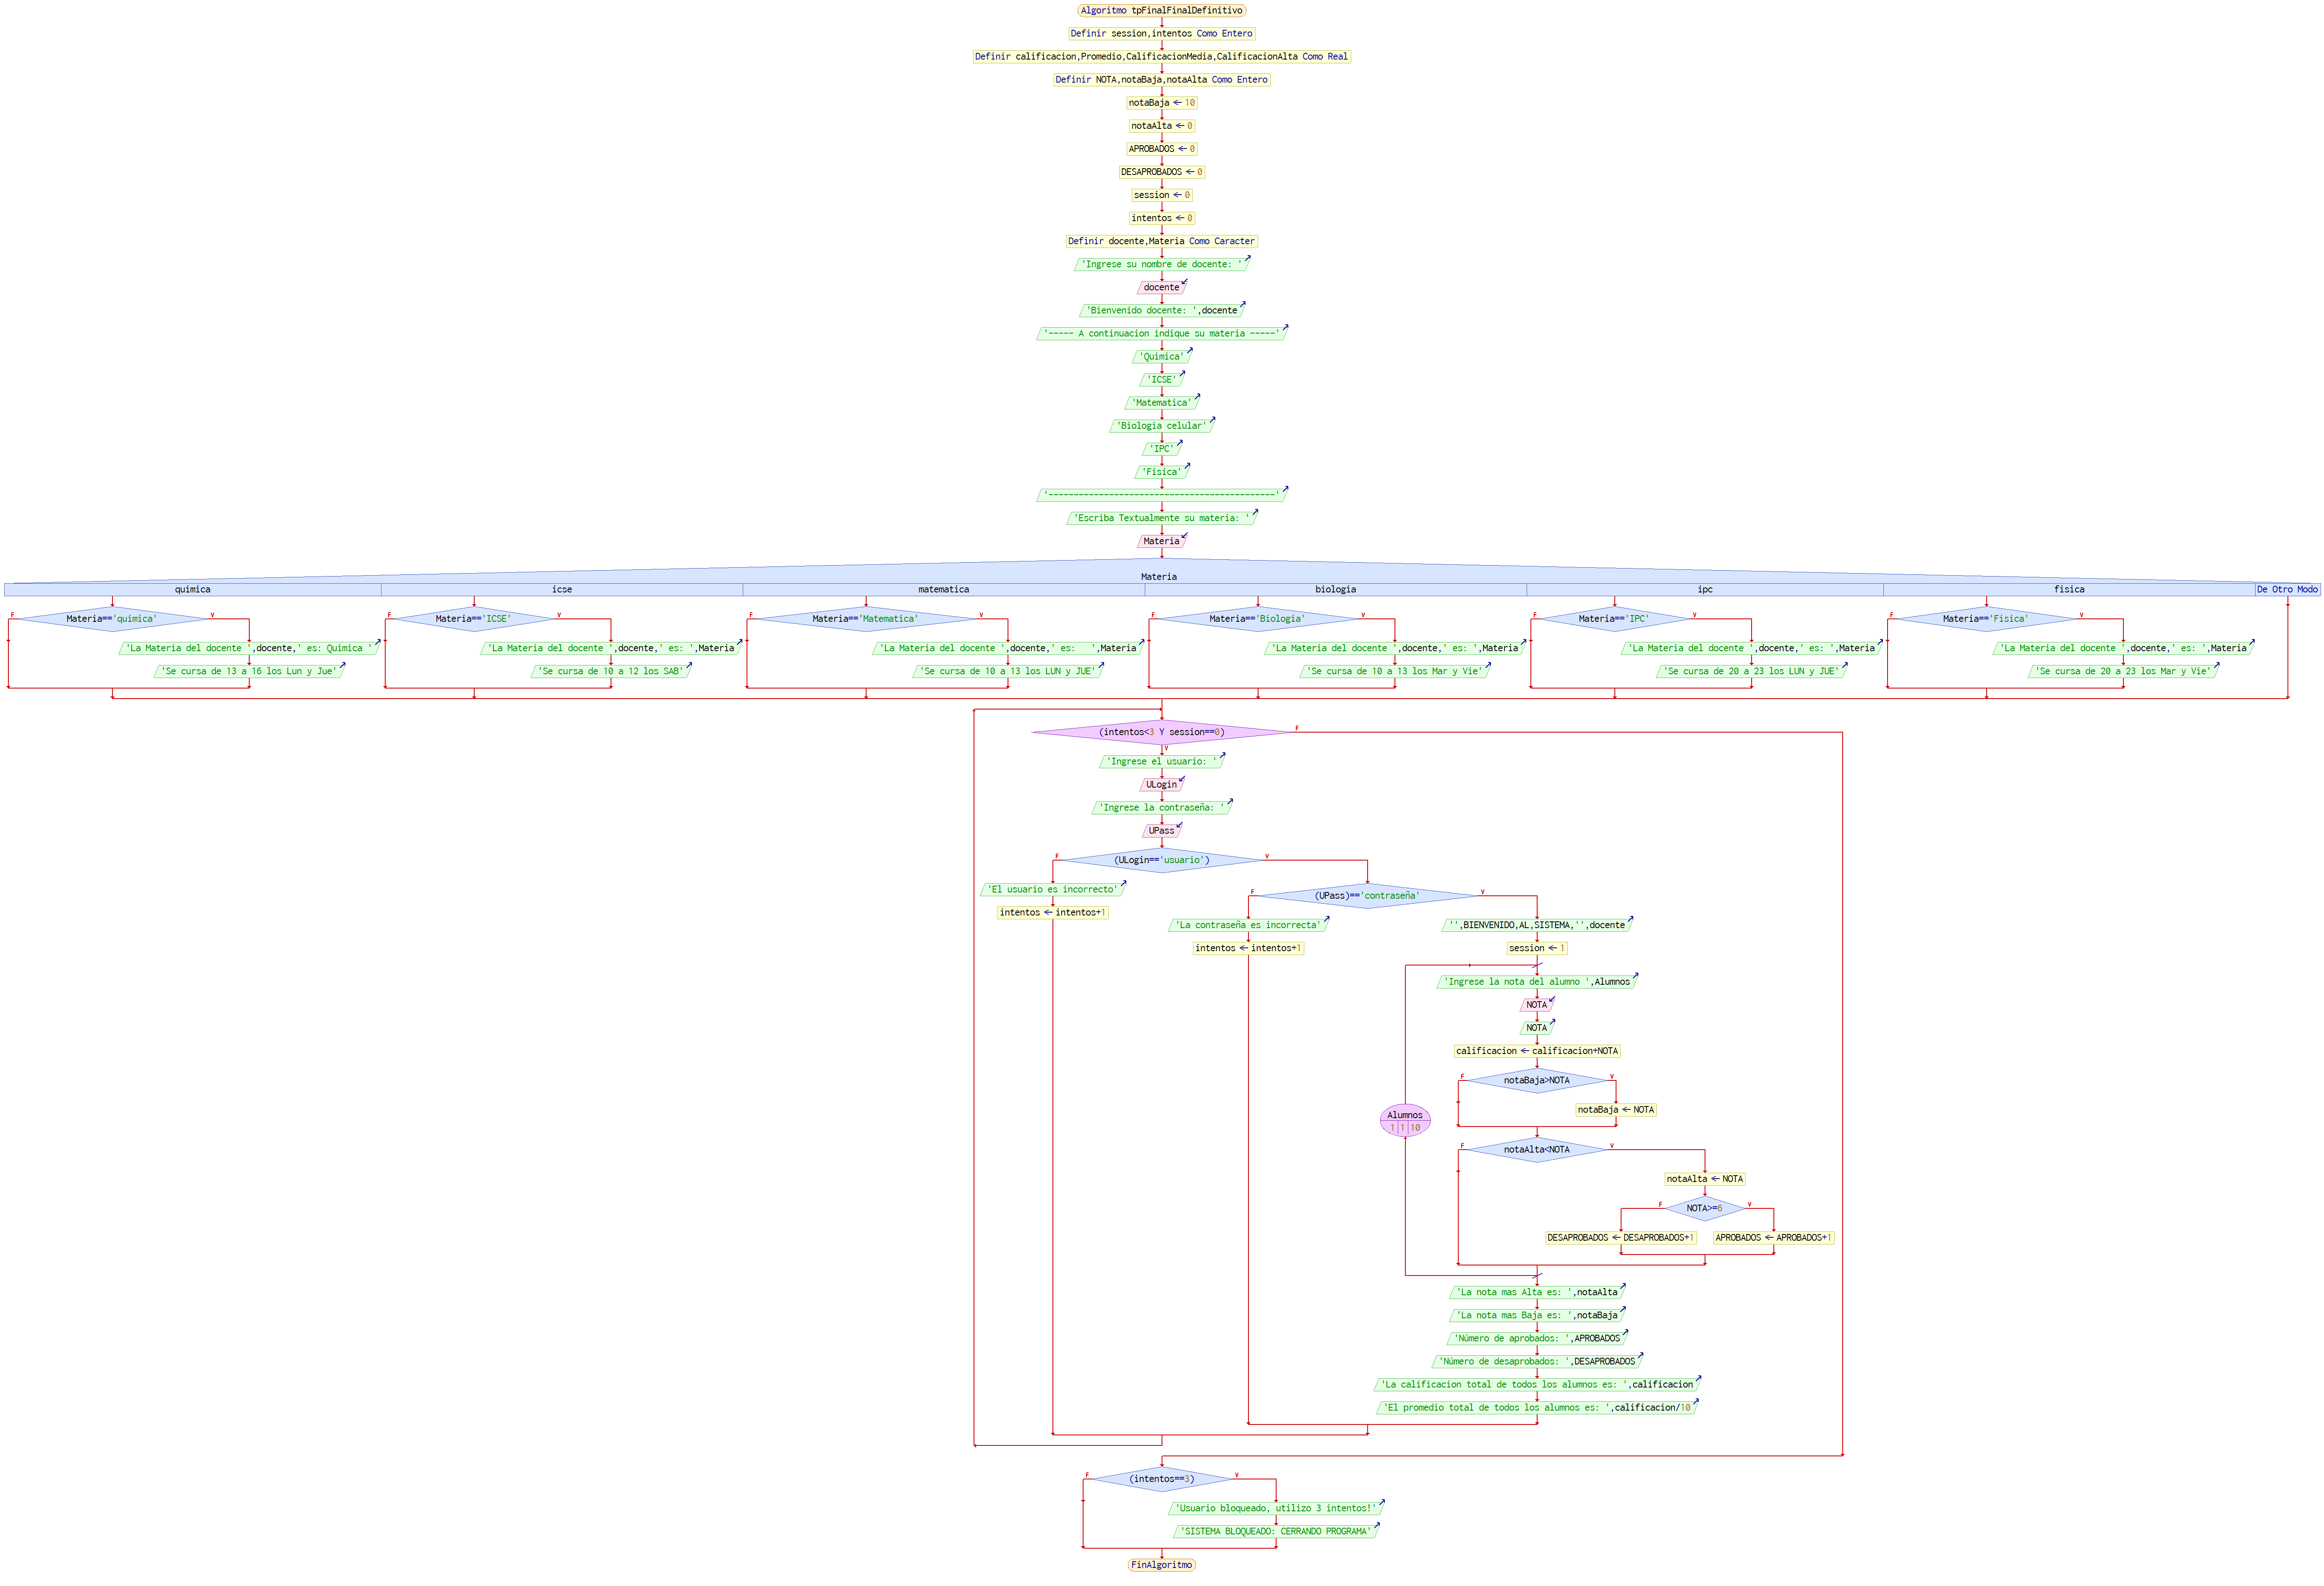 Algoritmo tpFinalFinalDefinitivo
Definir session,intentos Como Entero
Definir calificacion,Promedio,CalificacionMedia,CalificacionAlta Como Real
Definir NOTA,notaBaja,notaAlta Como Entero
notaBaja ← 10
notaAlta ← 0
APROBADOS ← 0
DESAPROBADOS ← 0
session ← 0
intentos ← 0
Definir docente,Materia Como Caracter
'Ingrese su nombre de docente: '
docente
'Bienvenido docente: ',docente
'----- A continuacion indique su materia -----'
'Quimica'
'ICSE'
'Matematica'
'Biologia celular'
'IPC'
'Fisica'
'---------------------------------------------'
'Escriba Textualmente su materia: '
Materia
Materia
quimica icse matematica biologia ipc fisica De Otro Modo
F Materia=='quimica' V F Materia=='ICSE' V F Materia=='Matematica' V F Materia=='Biologia' V F Materia=='IPC' V F Materia=='Fisica' V
'La Materia del docente ',docente,' es: Quimica ' 'La Materia del docente ',docente,' es: ',Materia 'La Materia del docente ',docente,' es:   ',Materia 'La Materia del docente ',docente,' es: ',Materia 'La Materia del docente ',docente,' es: ',Materia 'La Materia del docente ',docente,' es: ',Materia
'Se cursa de 13 a 16 los Lun y Jue' 'Se cursa de 10 a 12 los SAB' 'Se cursa de 10 a 13 los LUN y JUE' 'Se cursa de 10 a 13 los Mar y Vie' 'Se cursa de 20 a 23 los LUN y JUE' 'Se cursa de 20 a 23 los Mar y Vie'
(intentos<3 Y session==0) F
V
'Ingrese el usuario: '
ULogin
'Ingrese la contraseña: '
UPass
F (ULogin=='usuario') V
'El usuario es incorrecto'
intentos ← intentos+1
F (UPass)=='contraseña' V
'La contraseña es incorrecta'
intentos ← intentos+1
'',BIENVENIDO,AL,SISTEMA,'',docente
session ← 1
'Ingrese la nota del alumno ',Alumnos
NOTA
NOTA
calificacion ← calificacion+NOTA
F notaBaja>NOTA V
notaBaja ← NOTA
Alumnos
1 1 10
F notaAlta<NOTA V
notaAlta ← NOTA
F NOTA>=6 V
DESAPROBADOS ← DESAPROBADOS+1 APROBADOS ← APROBADOS+1
'La nota mas Alta es: ',notaAlta
'La nota mas Baja es: ',notaBaja
'Número de aprobados: ',APROBADOS
'Número de desaprobados: ',DESAPROBADOS
'La calificacion total de todos los alumnos es: ',calificacion
'El promedio total de todos los alumnos es: ',calificacion/10
F (intentos==3) V
'Usuario bloqueado, utilizo 3 intentos!'
'SISTEMA BLOQUEADO: CERRANDO PROGRAMA'
FinAlgoritmo